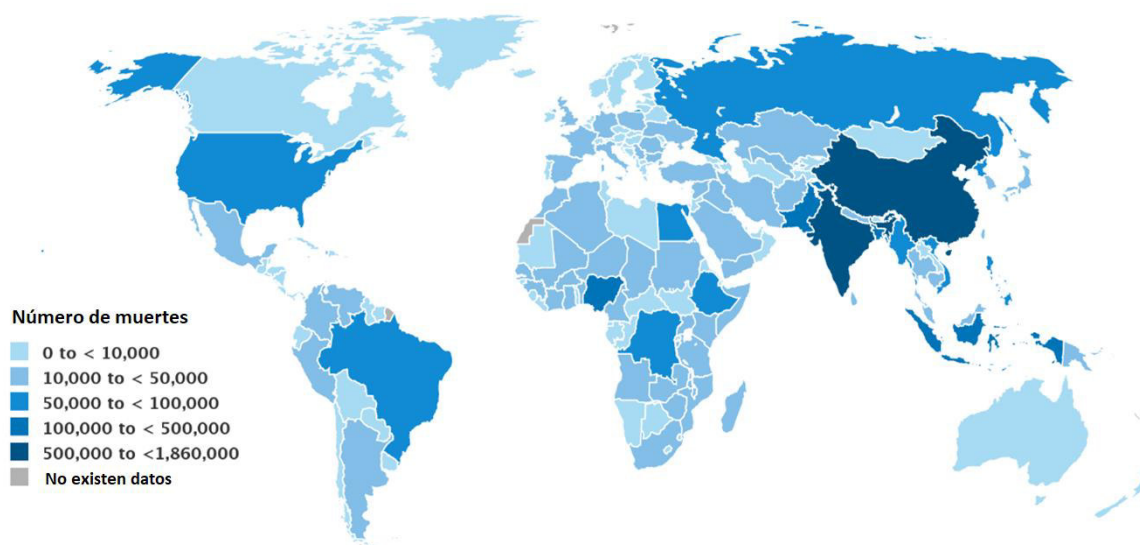 Número de muertes
0 to < 10,000
10,000 to < 50,000
50,000 to < 100,000
100,000 to < 500,000
500,000 to <1,860,000
No existen datos